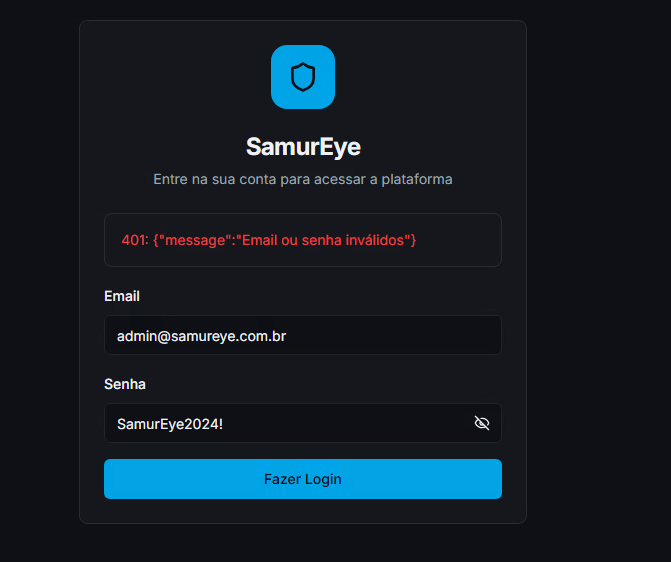 SamurEye
Entre na sua conta para acessar a plataforma
401: {"message":"Email ou senha inválidos"}
Email
admin@samureye.com.br
Senha
SamurEye2024!
Fazer Login